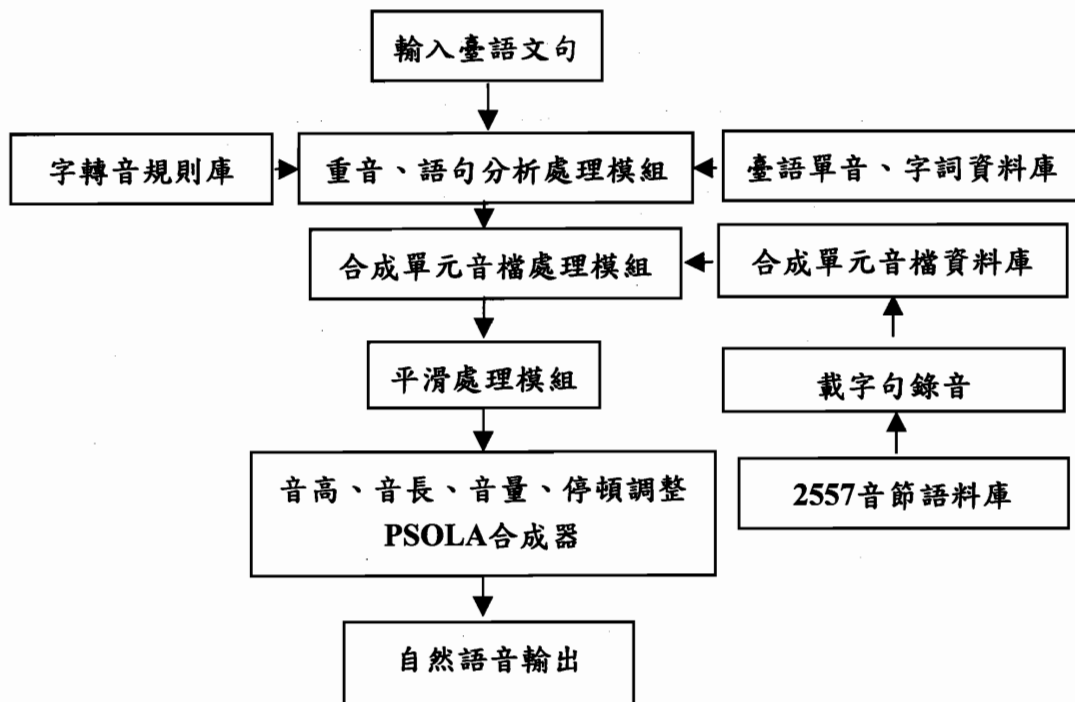 輸入臺語文句
字轉音規則庫
重音、語句分析處理模組
臺語單音、字詞資料庫
合成單元音檔處理模組
合成單元音檔資料庫
平滑處理模組
載字句錄音
音高、音長、音量、停頓調整
PSOLA合成器
2557音節語料庫
自然語音輸出